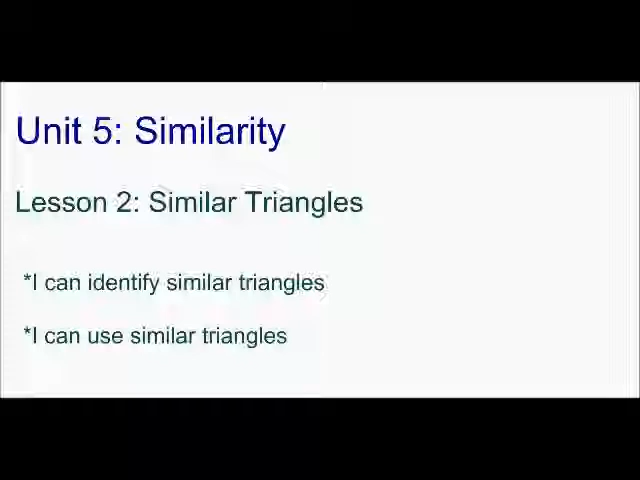 Unit 5: Similarity
Lesson 2: Similar Triangles
*I can identify similar triangles
*I can use similar triangles